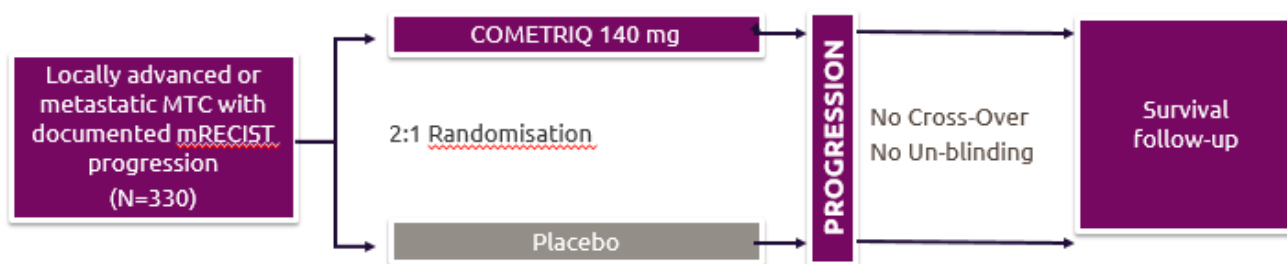 COMETRIQ 140 mg
Locally advanced or
metastatic MTC with
documented mRECIST
progression
(N=330)
2:1 Randomisation
Placebo
PROGRESSION
No Cross-Over
No Un-blinding
Survival
follow-up